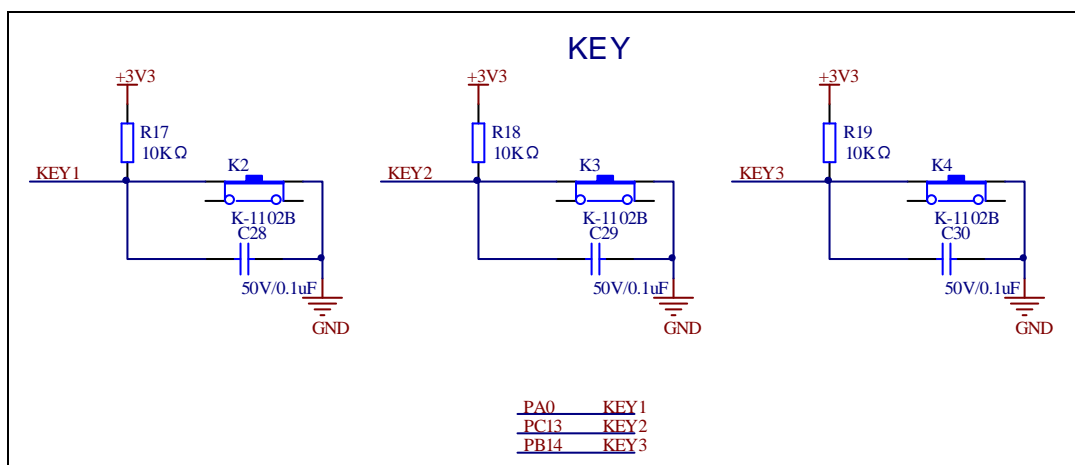 KEY
+3V3
R17
10KΩ
KEY1
K2
K-1102B
C28
50V/0.1uF
GND
+3V3
R18
10KΩ
KEY2
K3
K-1102B
C29
50V/0.1uF
GND
+3V3
R19
10KΩ
KEY3
K4
K-1102B
C30
50V/0.1uF
GND
PA0 KEY1
PC13 KEY2
PB14 KEY3